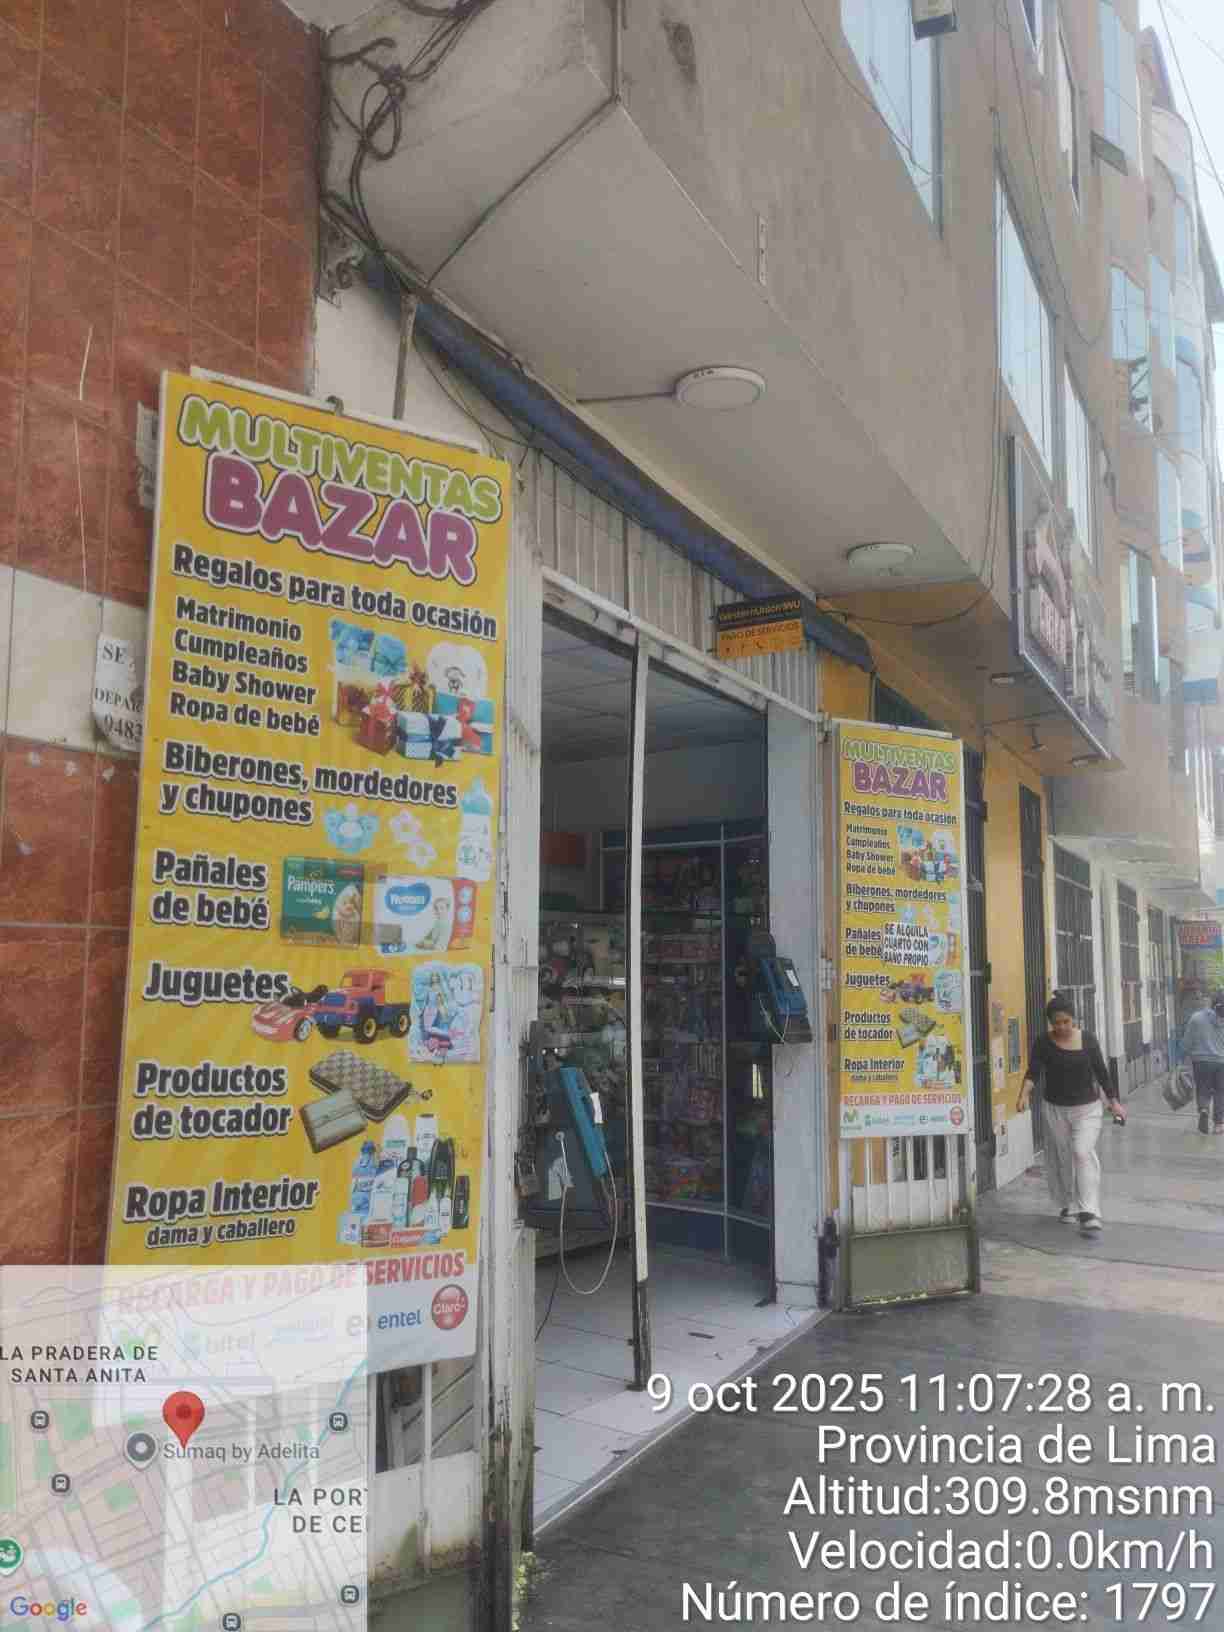 MULTIVENTAS
BAZAR
Regalos para toda ocasión
Matrimonio
Cumpleaños
Baby Shower
Ropa de bebé
Biberones, mordedores
y chupones
Pañales
de bebé
Pampers
HUGGIES
Juguetes
Productos
de tocador
Ropa Interior
dama y caballero
RECARGA Y PAGO DE SERVICIOS
bitel
entel
Claro
SE
DEPAR
9483
WesternUnion WU
PAGO DE SERVICIOS
MULTIVENTAS
BAZAR
Regalos para toda ocasión
Matrimonio
Cumpleaños
Baby Shower
Ropa de bebé
Biberones, mordedores
y chupones
Pañales
de bebé
SE ALQUILA
CUARTO CON
BAÑO PROPIO
Juguetes
Productos
de tocador
Ropa Interior
dama y caballero
RECARGA Y PAGO DE SERVICIOS
LA PRADERA DE
SANTA ANITA
Sumaq by Adelita
LA POR
DE CE
Google
9 oct 2025 11:07:28 a. m.
Provincia de Lima
Altitud:309.8msnm
Velocidad:0.0km/h
Número de índice: 1797